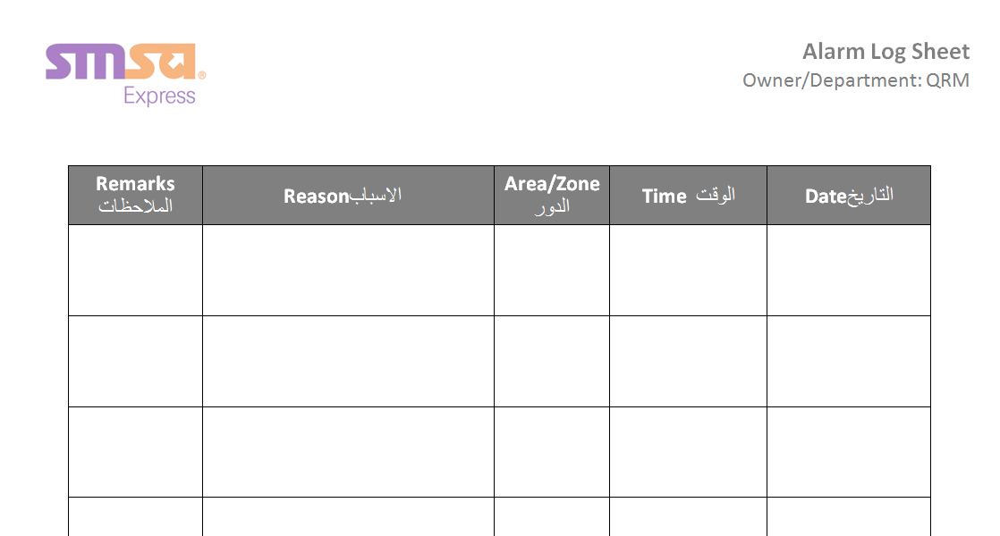 smsa®
Express
Alarm Log Sheet
Owner/Department: QRM
Remarks
الملاحظات
Reasonالاسباب
Area/Zone
الدور
Time الوقت
Dateالتاريخ